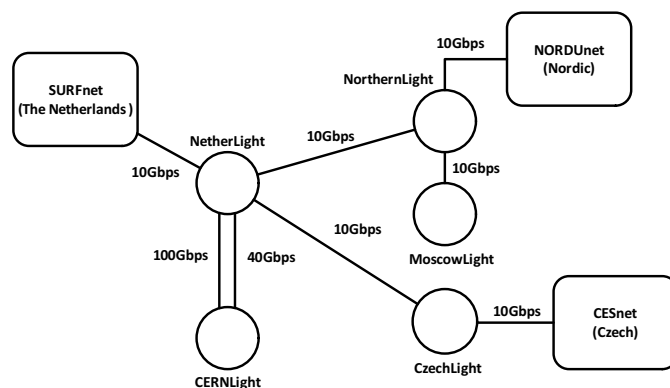 10Gbps
NORDUnet
(Nordic)
SURFnet
(The Netherlands )
NorthernLight
NetherLight
10Gbps
10Gbps
10Gbps
10Gbps
MoscowLight
100Gbps
40Gbps
10Gbps
CESnet
(Czech)
CzechLight
CERNLight